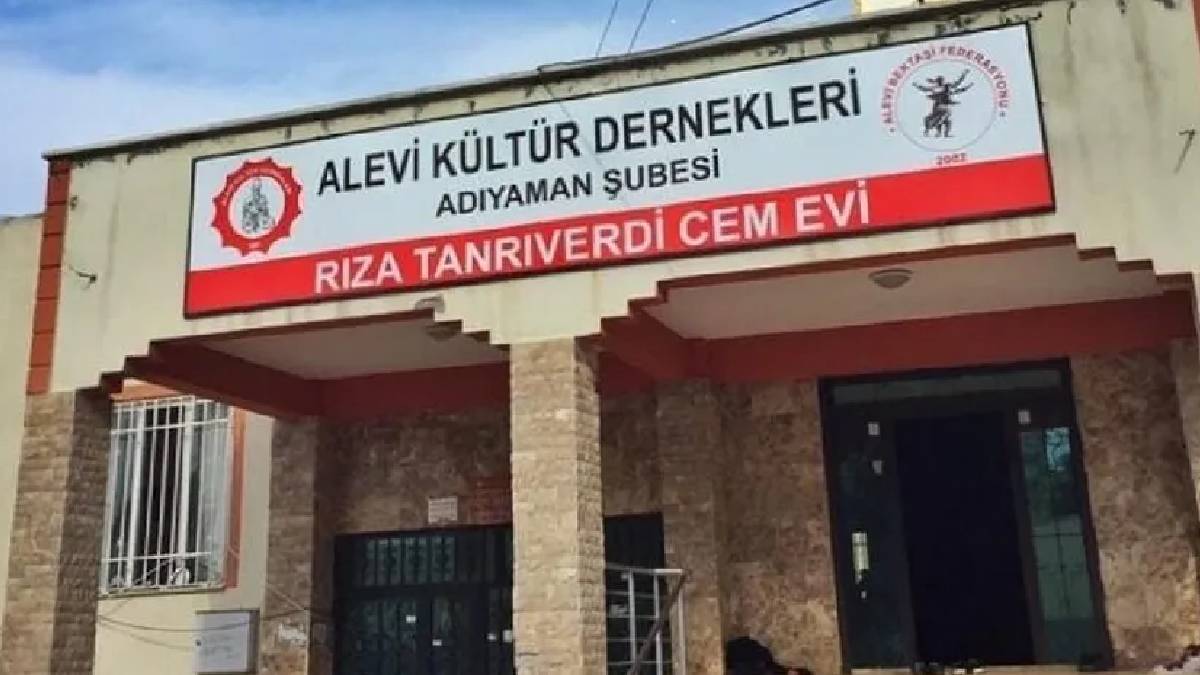 ALEVİ KÜLTÜR DERNEKLERİ
ADIYAMAN ŞUBESİ
RIZA TANRIVERDİ CEM EVİ
ALEVİ BEKTAŞİ FEDERASYONU
2002